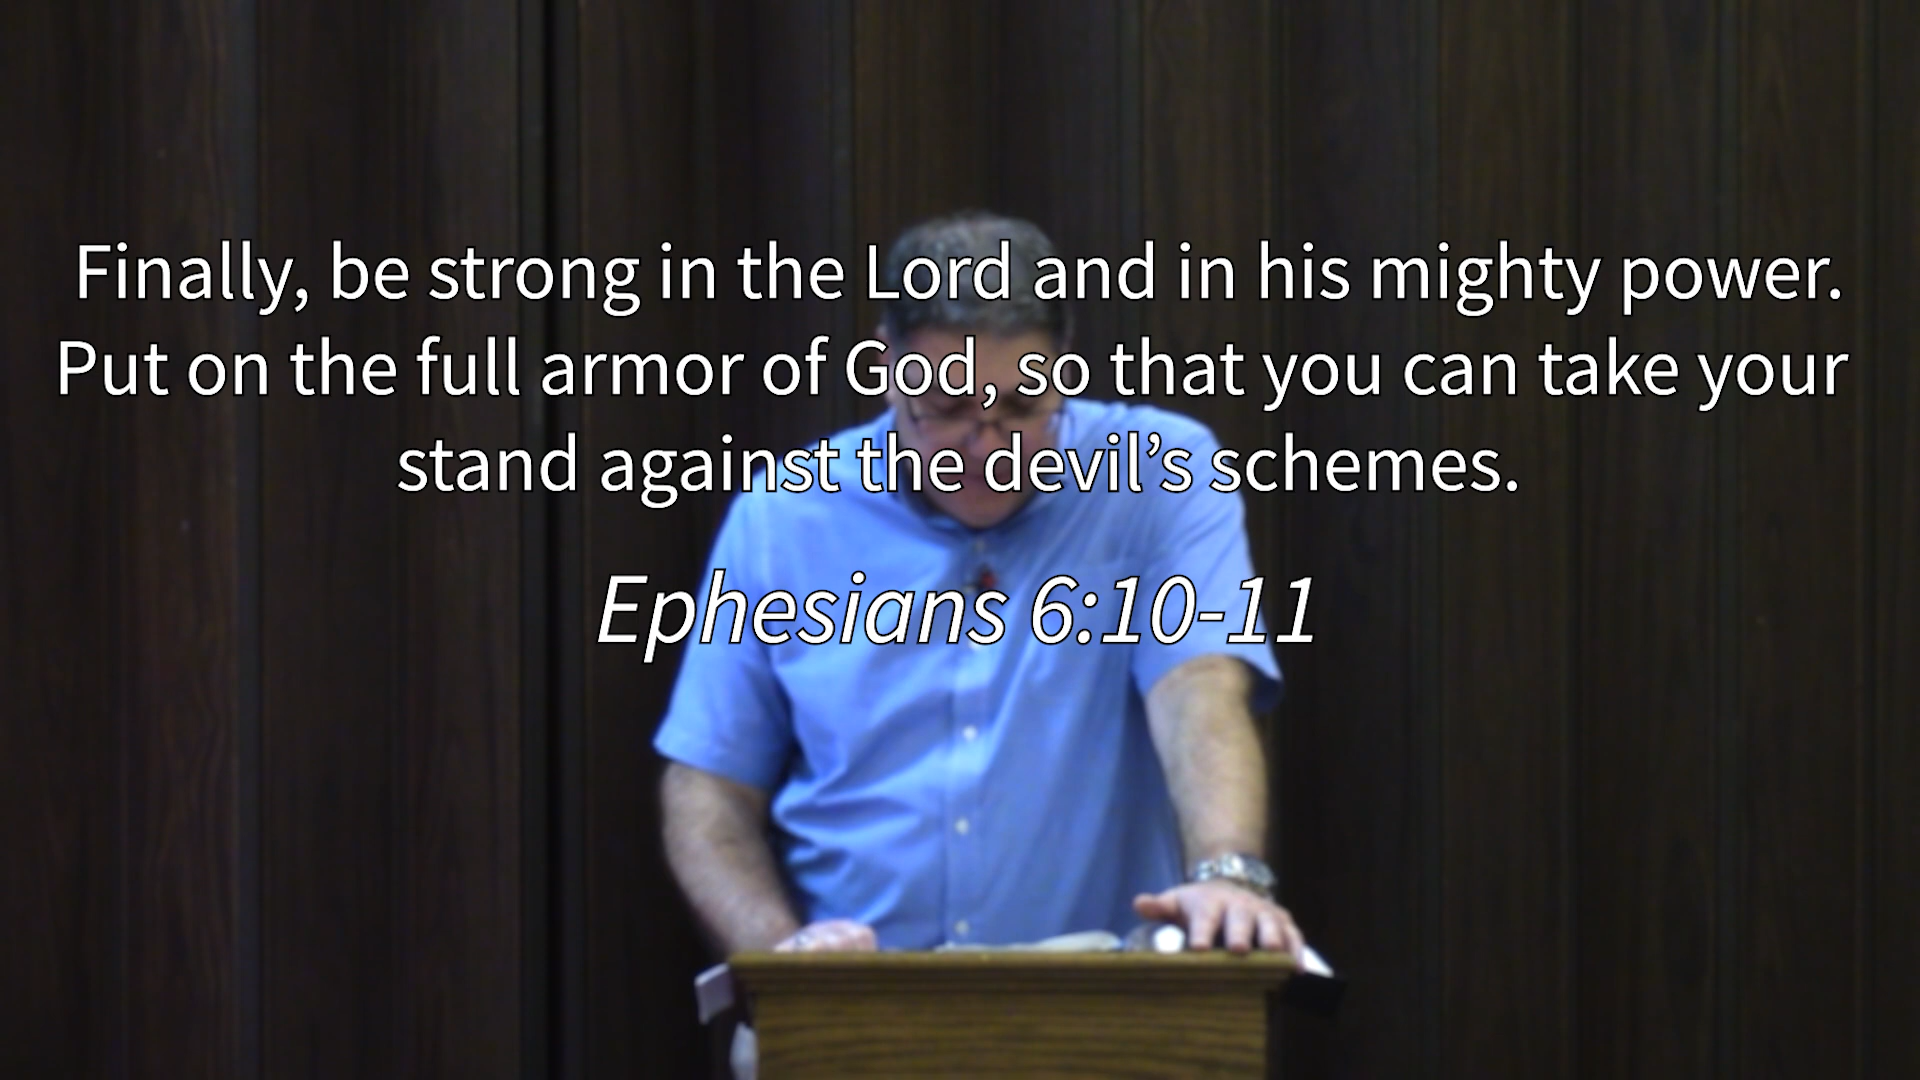 Finally, be strong in the Lord and in his mighty power.
Put on the full armor of God, so that you can take your
stand against the devil’s schemes.
Ephesians 6:10-11